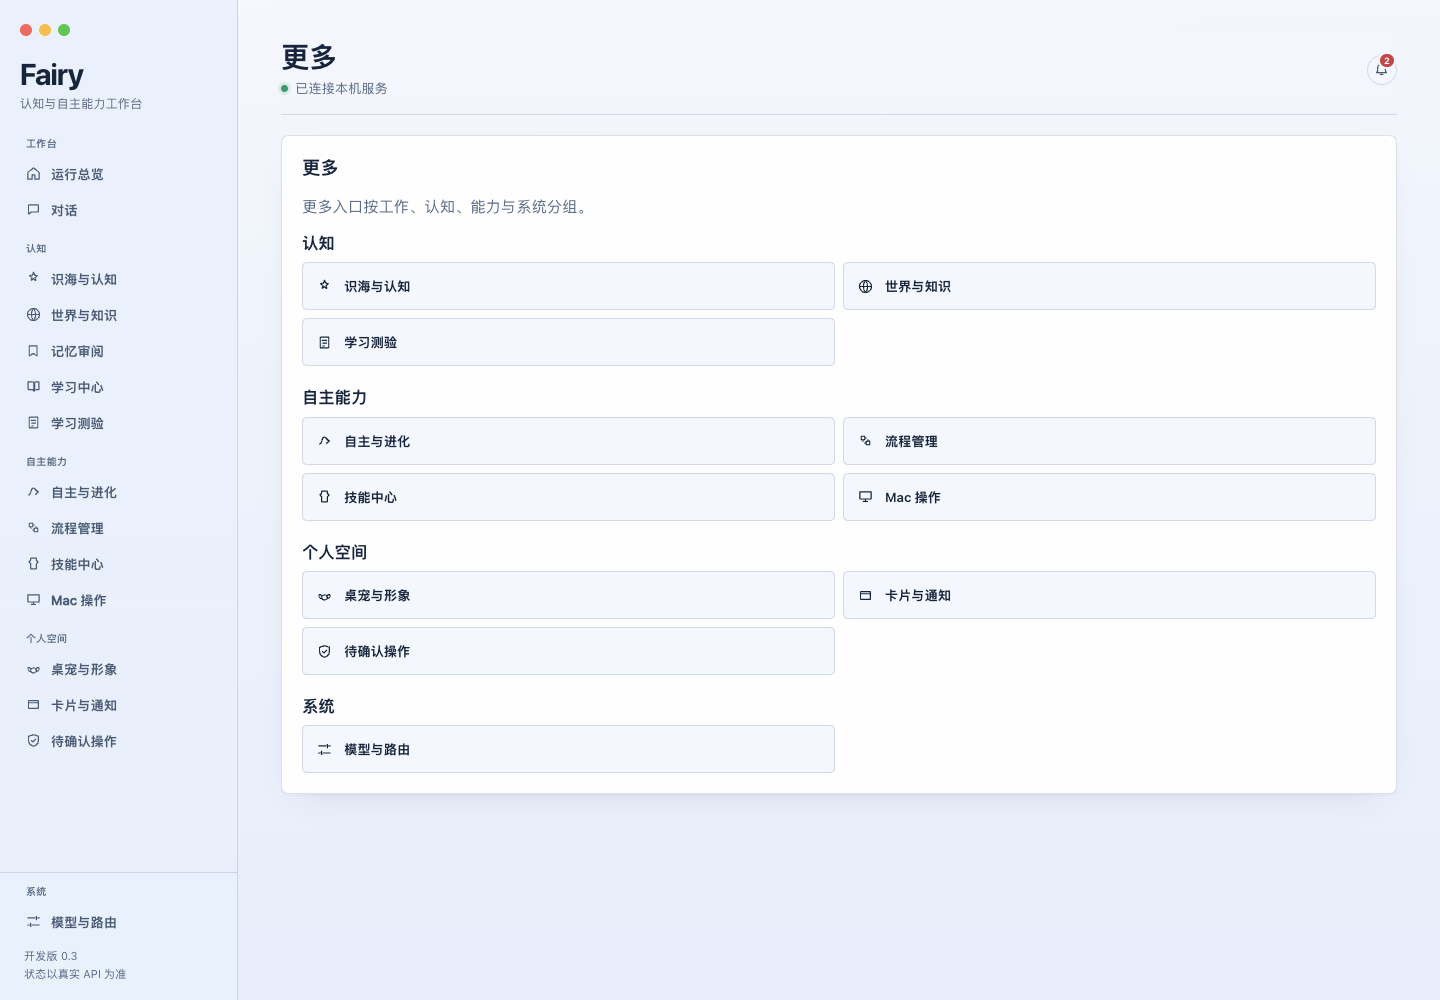 Fairy
认知与自主能力工作台
工作台
运行总览
对话
认知
识海与认知
世界与知识
记忆审阅
学习中心
学习测验
自主能力
自主与进化
流程管理
技能中心
Mac 操作
个人空间
桌宠与形象
卡片与通知
待确认操作
系统
模型与路由
开发版 0.3
状态以真实 API 为准
更多
已连接本机服务
2
更多
更多入口按工作、认知、能力与系统分组。
认知
识海与认知
世界与知识
学习测验
自主能力
自主与进化
流程管理
技能中心
Mac 操作
个人空间
桌宠与形象
卡片与通知
待确认操作
系统
模型与路由